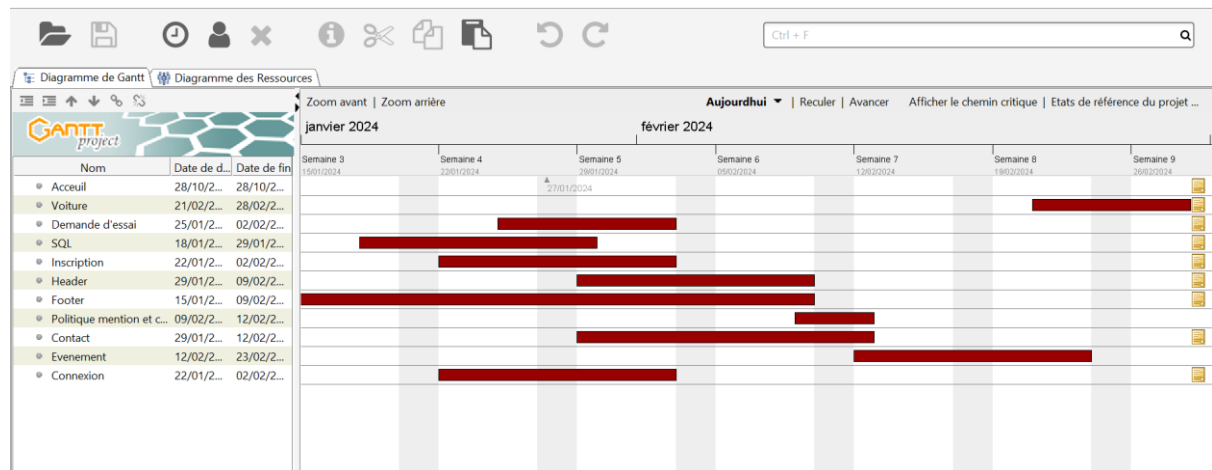 Ctrl + F
Diagramme de Gantt Diagramme des Ressources
Zoom avant | Zoom arrière Aujourdhui | Reculer | Avancer Afficher le chemin critique | Etats de référence du projet ...
GANTT project
janvier 2024 février 2024
Semaine 3 Semaine 4 Semaine 5 Semaine 6 Semaine 7 Semaine 8 Semaine 9
15/01/2024 22/01/2024 29/01/2024 05/02/2024 12/02/2024 19/02/2024 26/02/2024
Nom Date de d... Date de fin
27/01/2024
Acceuil 28/10/2... 28/10/2...
Voiture 21/02/2... 28/02/2...
Demande d'essai 25/01/2... 02/02/2...
SQL 18/01/2... 29/01/2...
Inscription 22/01/2... 02/02/2...
Header 29/01/2... 09/02/2...
Footer 15/01/2... 09/02/2...
Politique mention et c... 09/02/2... 12/02/2...
Contact 29/01/2... 12/02/2...
Evenement 12/02/2... 23/02/2...
Connexion 22/01/2... 02/02/2...